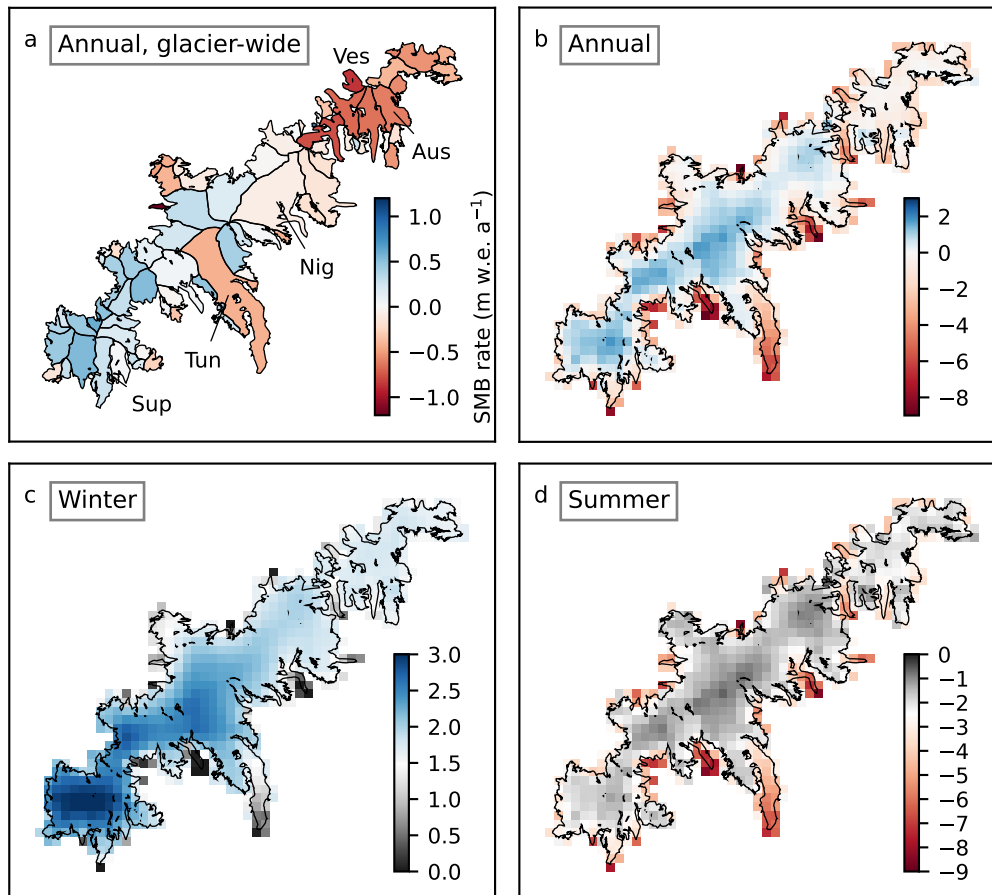 a Annual, glacier-wide
Ves
Aus
Nig
Tun
Sup
1.0
0.5
0.0
−0.5
−1.0
SMB rate (m w.e. a⁻¹)
b Annual
2
0
−2
−4
−6
−8
c Winter
3.0
2.5
2.0
1.5
1.0
0.5
0.0
d Summer
0
−1
−2
−3
−4
−5
−6
−7
−8
−9